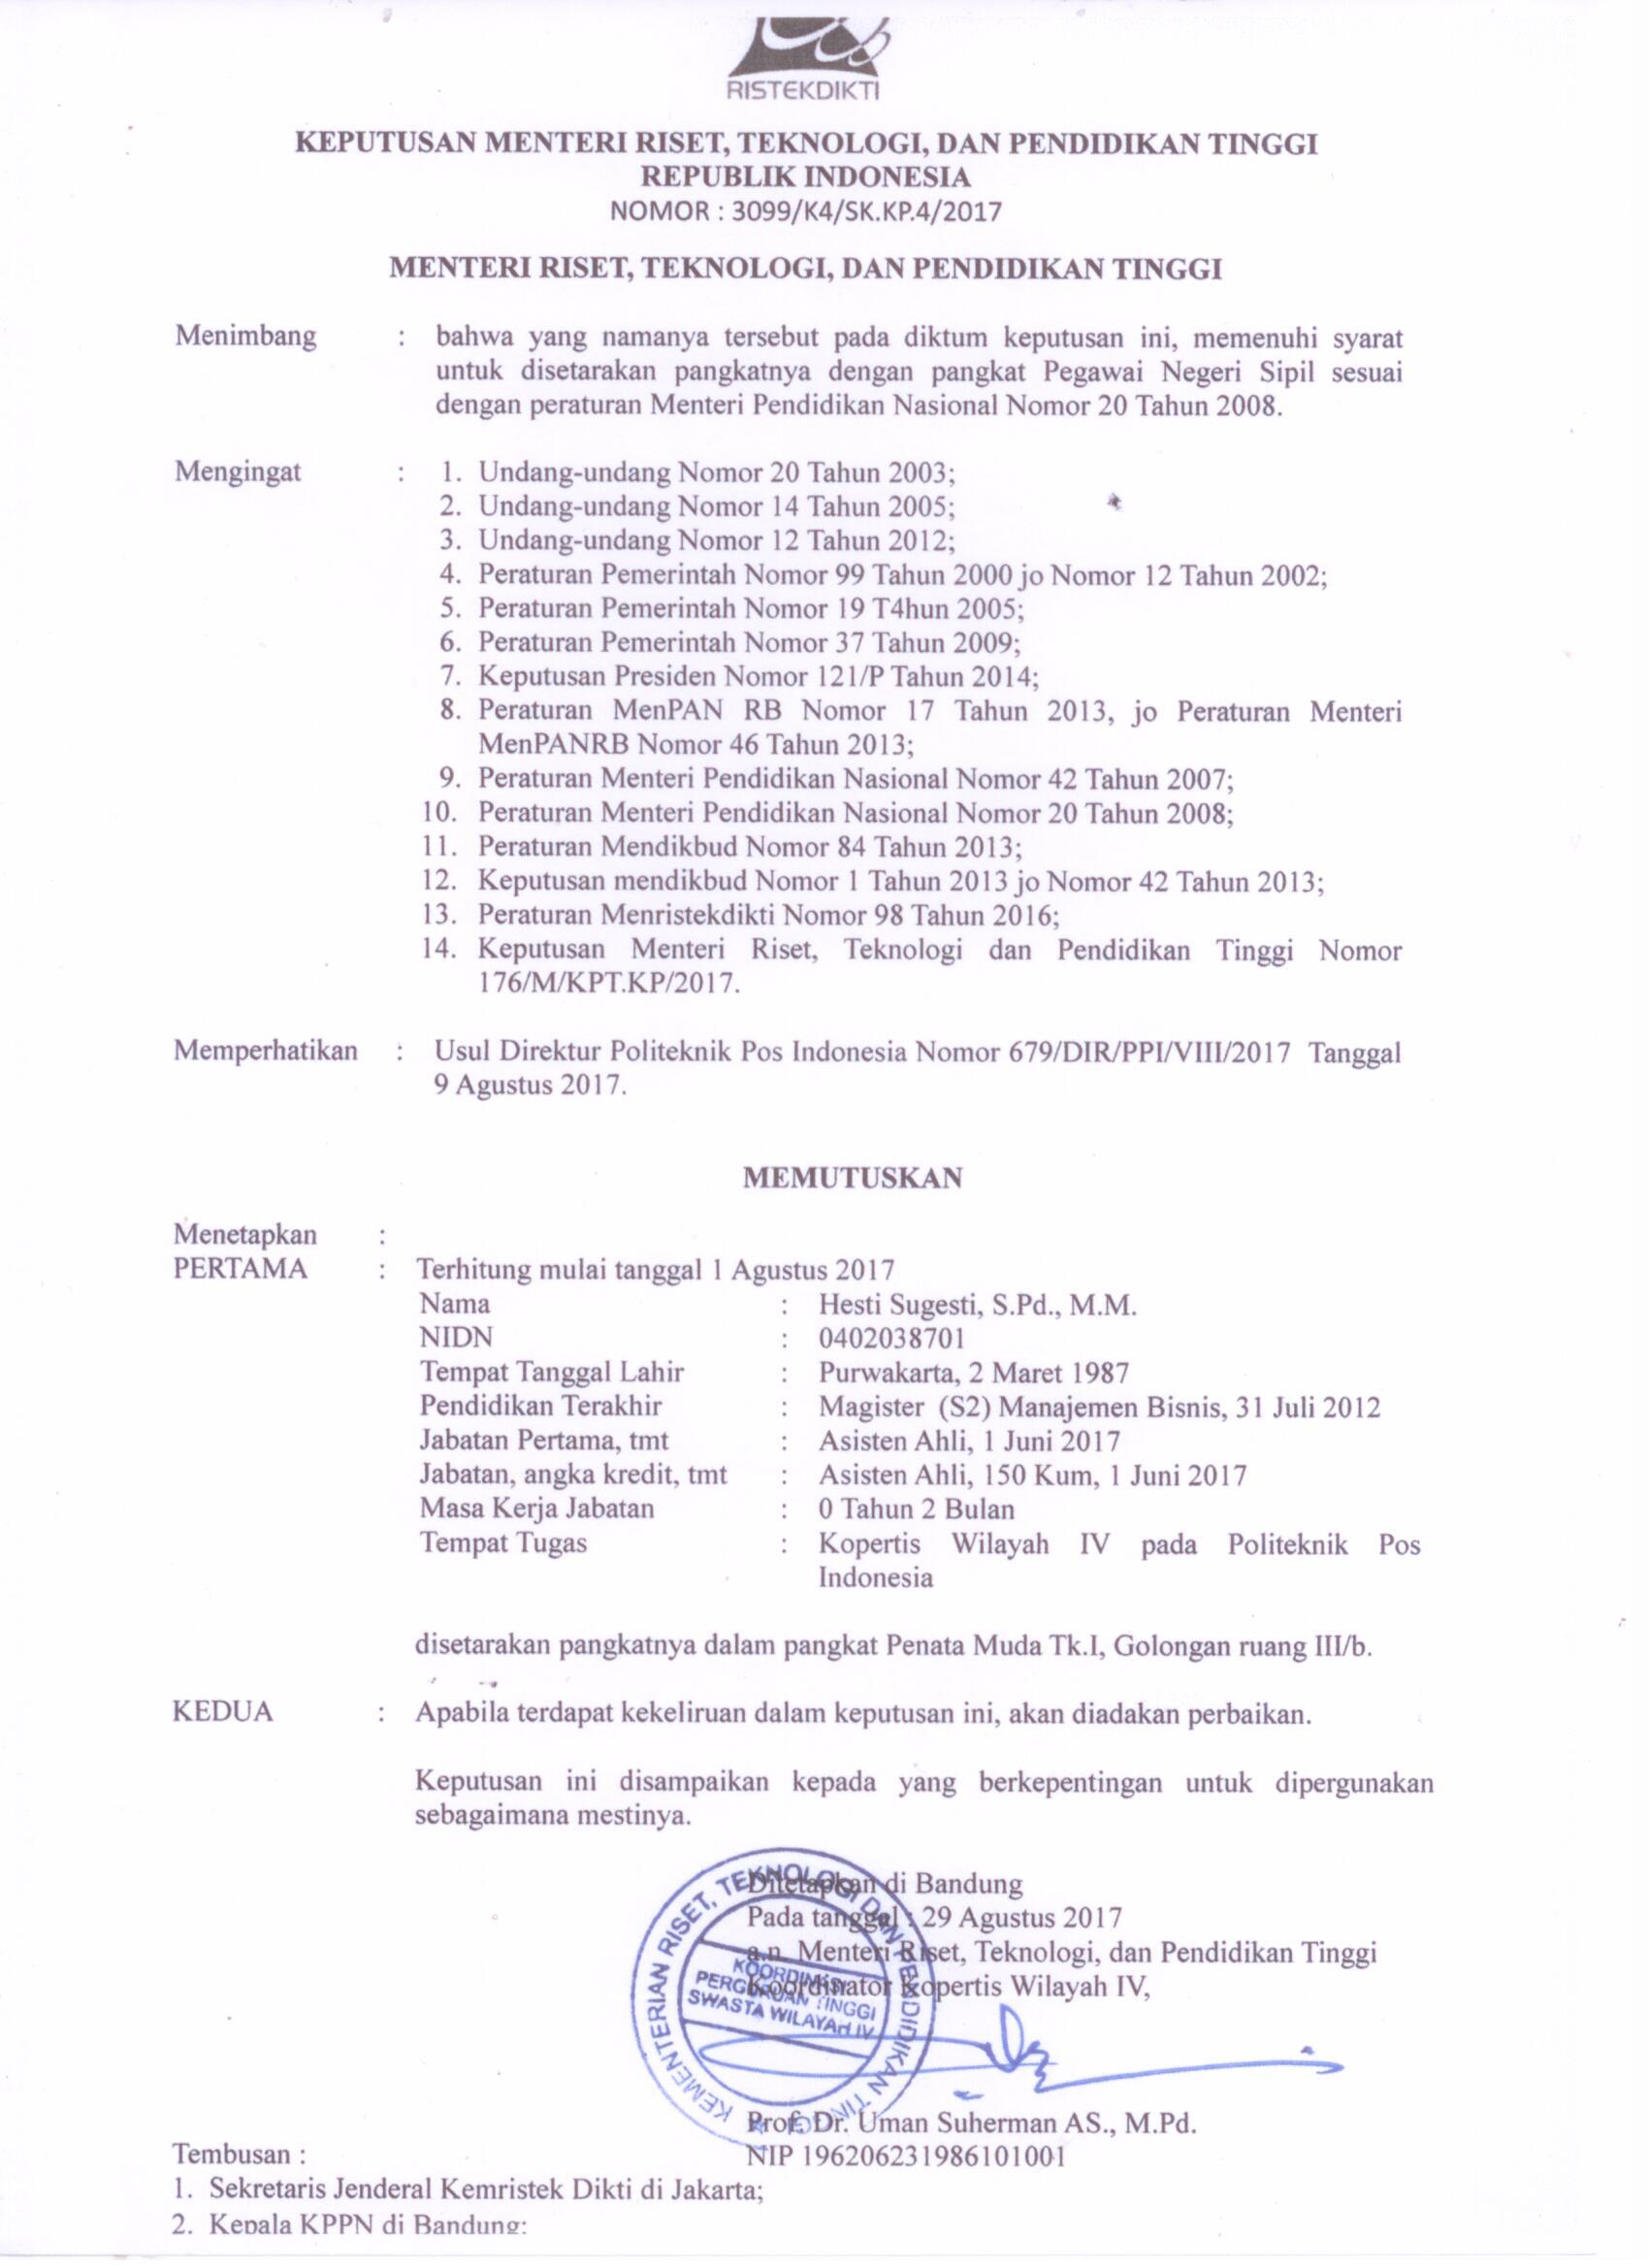 RISTEKDIKTI
KEPUTUSAN MENTERI RISET, TEKNOLOGI, DAN PENDIDIKAN TINGGI
REPUBLIK INDONESIA
NOMOR : 3099/K4/SK.KP.4/2017
MENTERI RISET, TEKNOLOGI, DAN PENDIDIKAN TINGGI
Menimbang : bahwa yang namanya tersebut pada diktum keputusan ini, memenuhi syarat
untuk disetarakan pangkatnya dengan pangkat Pegawai Negeri Sipil sesuai
dengan peraturan Menteri Pendidikan Nasional Nomor 20 Tahun 2008.
Mengingat : 1. Undang-undang Nomor 20 Tahun 2003;
2. Undang-undang Nomor 14 Tahun 2005;
3. Undang-undang Nomor 12 Tahun 2012;
4. Peraturan Pemerintah Nomor 99 Tahun 2000 jo Nomor 12 Tahun 2002;
5. Peraturan Pemerintah Nomor 19 T4hun 2005;
6. Peraturan Pemerintah Nomor 37 Tahun 2009;
7. Keputusan Presiden Nomor 121/P Tahun 2014;
8. Peraturan MenPAN RB Nomor 17 Tahun 2013, jo Peraturan Menteri
MenPANRB Nomor 46 Tahun 2013;
9. Peraturan Menteri Pendidikan Nasional Nomor 42 Tahun 2007;
10. Peraturan Menteri Pendidikan Nasional Nomor 20 Tahun 2008;
11. Peraturan Mendikbud Nomor 84 Tahun 2013;
12. Keputusan mendikbud Nomor 1 Tahun 2013 jo Nomor 42 Tahun 2013;
13. Peraturan Menristekdikti Nomor 98 Tahun 2016;
14. Keputusan Menteri Riset, Teknologi dan Pendidikan Tinggi Nomor
176/M/KPT.KP/2017.
Memperhatikan : Usul Direktur Politeknik Pos Indonesia Nomor 679/DIR/PPI/VIII/2017 Tanggal
9 Agustus 2017.
MEMUTUSKAN
Menetapkan :
PERTAMA : Terhitung mulai tanggal 1 Agustus 2017
Nama : Hesti Sugesti, S.Pd., M.M.
NIDN : 0402038701
Tempat Tanggal Lahir : Purwakarta, 2 Maret 1987
Pendidikan Terakhir : Magister (S2) Manajemen Bisnis, 31 Juli 2012
Jabatan Pertama, tmt : Asisten Ahli, 1 Juni 2017
Jabatan, angka kredit, tmt : Asisten Ahli, 150 Kum, 1 Juni 2017
Masa Kerja Jabatan : 0 Tahun 2 Bulan
Tempat Tugas : Kopertis Wilayah IV pada Politeknik Pos
Indonesia
disetarakan pangkatnya dalam pangkat Penata Muda Tk.I, Golongan ruang III/b.
KEDUA : Apabila terdapat kekeliruan dalam keputusan ini, akan diadakan perbaikan.
Keputusan ini disampaikan kepada yang berkepentingan untuk dipergunakan
sebagaimana mestinya.
Ditetapkan di Bandung
Pada tanggal : 29 Agustus 2017
a.n. Menteri Riset, Teknologi, dan Pendidikan Tinggi
Koordinator Kopertis Wilayah IV,
KEMENTERIAN RISET, TEKNOLOGI DAN PENDIDIKAN TINGGI
KOORDINASI
PERGURUAN TINGGI
SWASTA WILAYAH IV
Prof. Dr. Uman Suherman AS., M.Pd.
NIP 196206231986101001
Tembusan :
1. Sekretaris Jenderal Kemristek Dikti di Jakarta;
2. Kepala KPPN di Bandung;